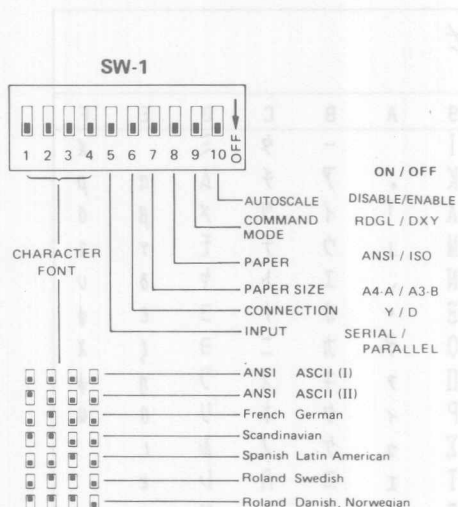 SW-1
OFF
1 2 3 4 5 6 7 8 9 10
ON / OFF
AUTOSCALE DISABLE/ENABLE
COMMAND MODE RDGL / DXY
PAPER ANSI / ISO
PAPER SIZE A4-A / A3-B
CONNECTION Y / D
INPUT SERIAL / PARALLEL
CHARACTER
FONT
ANSI ASCII (I)
ANSI ASCII (II)
French German
Scandinavian
Spanish Latin American
Roland Swedish
Roland Danish, Norwegian